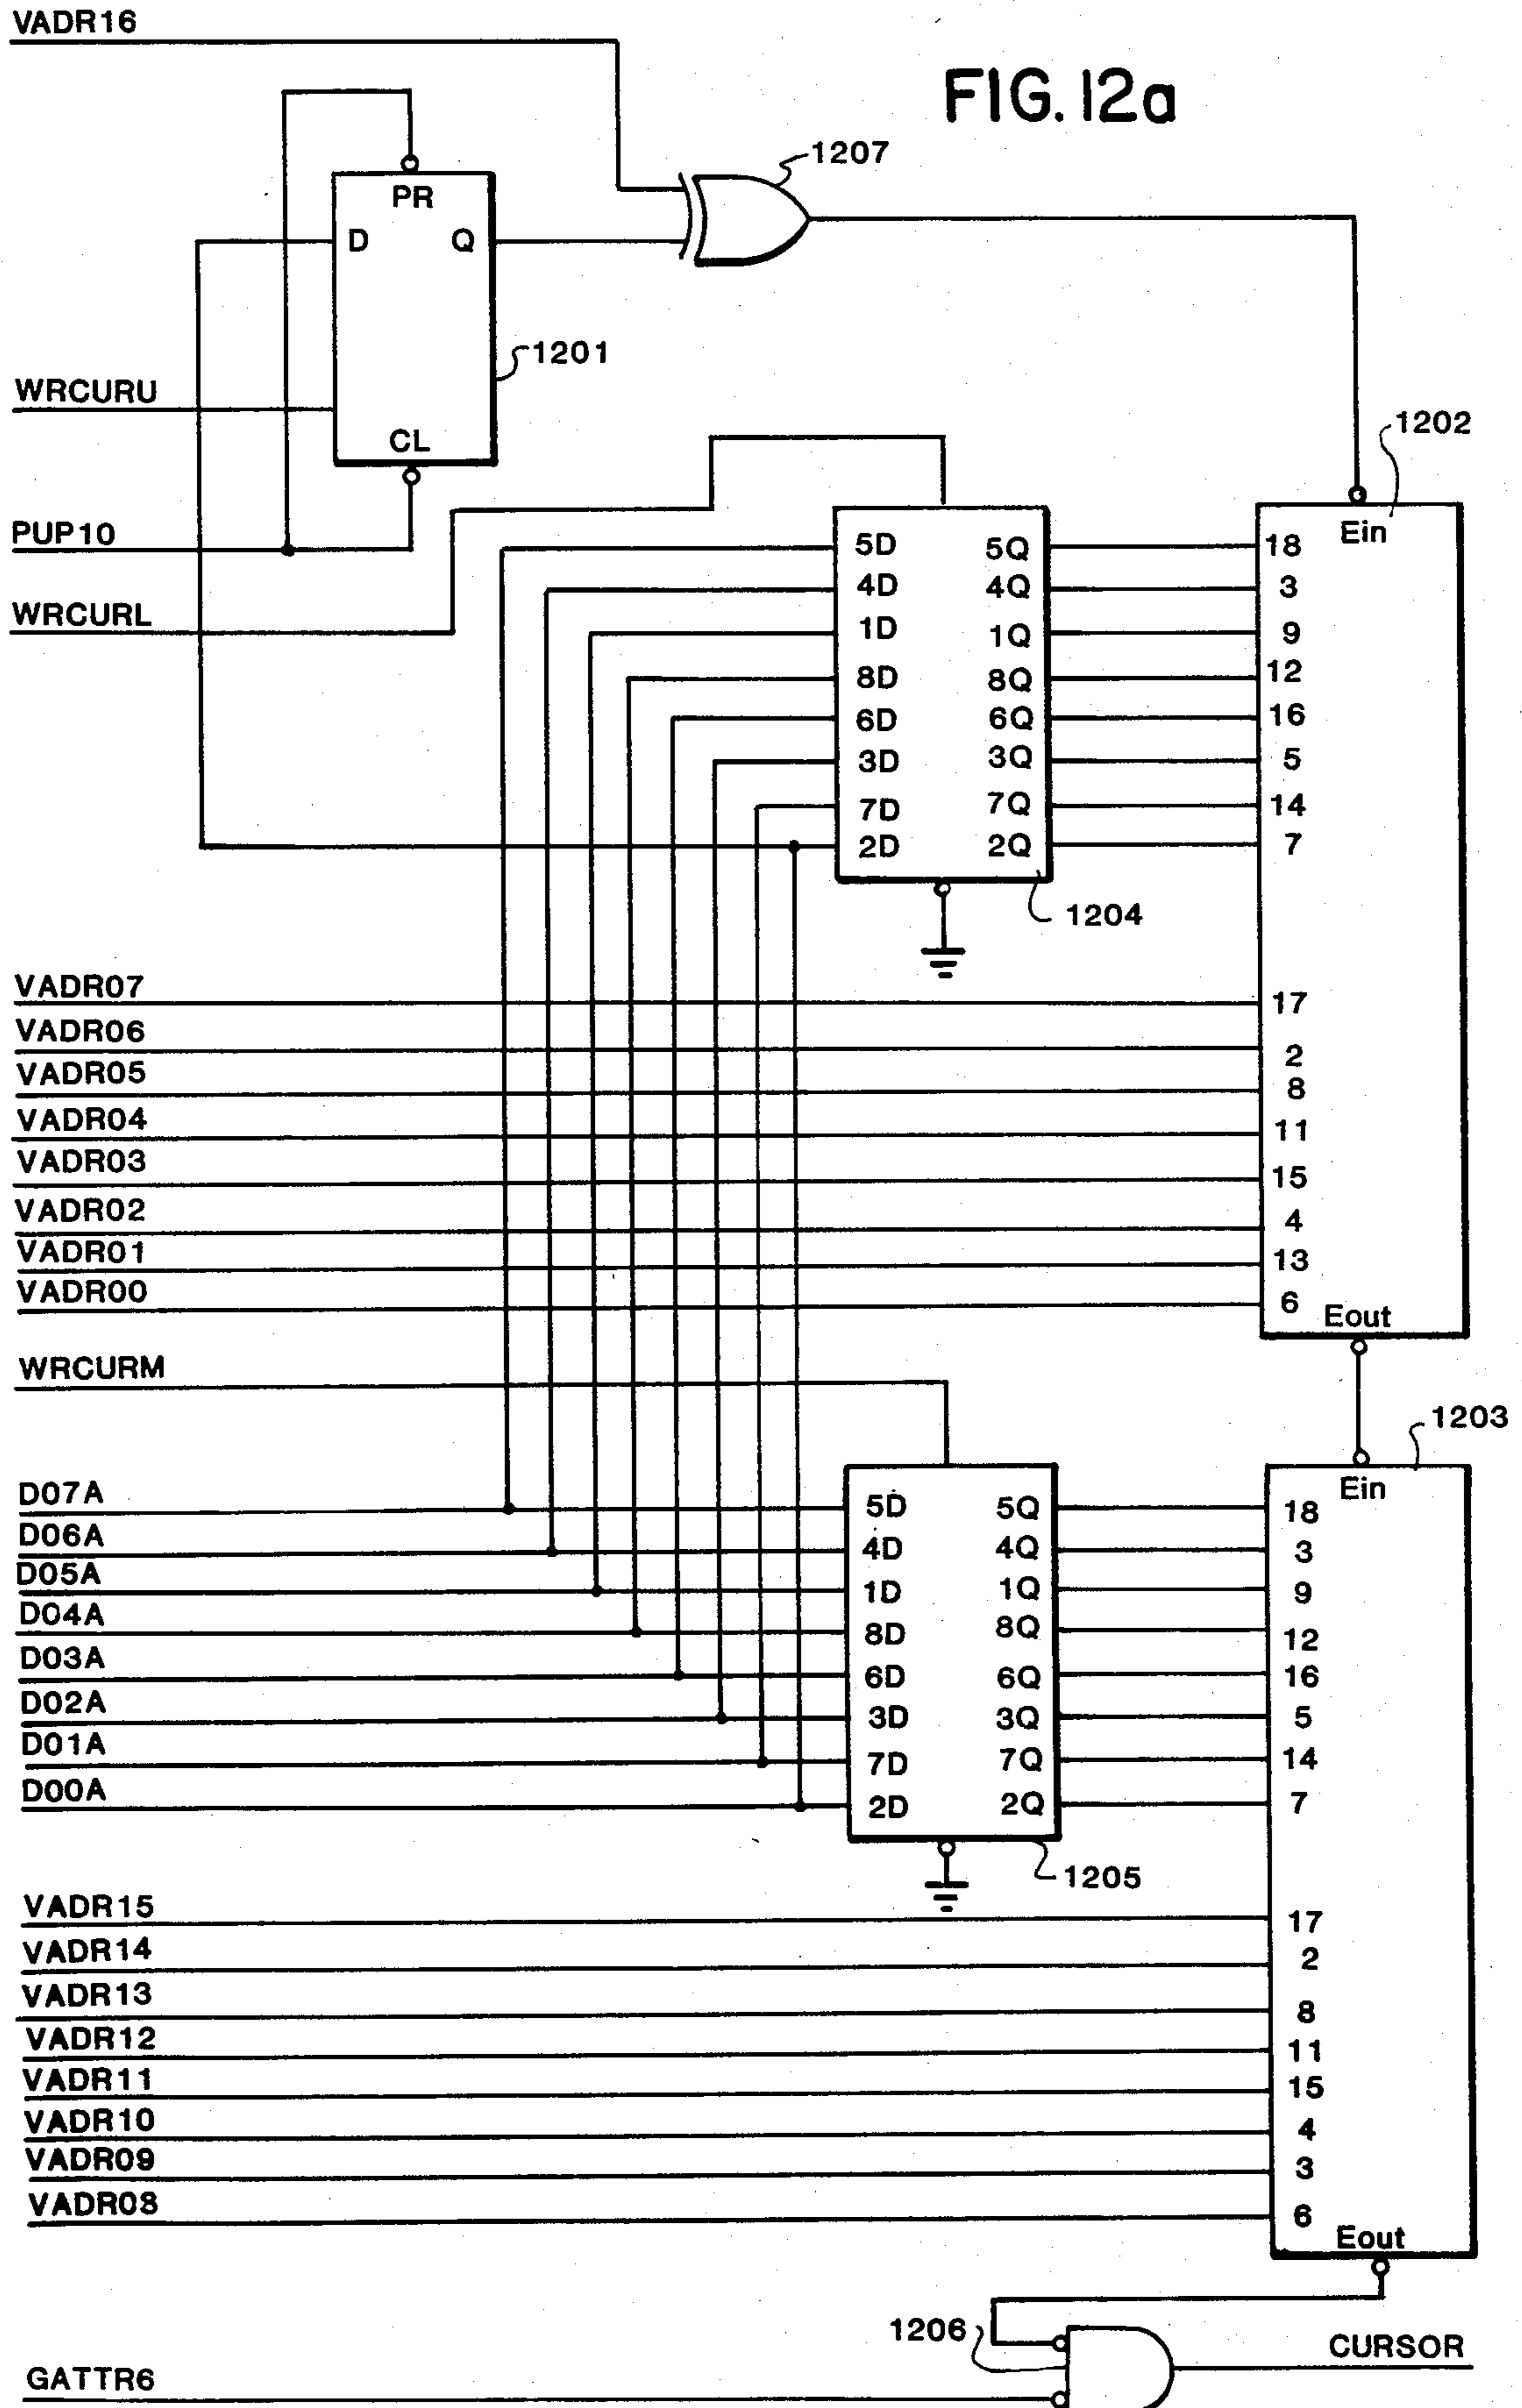 VADR16
FIG. 12a
1207
PR
D Q
1201
WRCURU
CL
1202
PUP10
Ein
WRCURL
5D 5Q 18
4D 4Q 3
1D 1Q 9
8D 8Q 12
6D 6Q 16
3D 3Q 5
7D 7Q 14
2D 2Q 7
1204
VADR07 17
VADR06 2
VADR05 8
VADR04 11
VADR03 15
VADR02 4
VADR01 13
VADR00 6
Eout
WRCURM
1203
Ein
D07A 5D 5Q 18
D06A 4D 4Q 3
D05A 1D 1Q 9
D04A 8D 8Q 12
D03A 6D 6Q 16
D02A 3D 3Q 5
D01A 7D 7Q 14
D00A 2D 2Q 7
1205
VADR15 17
VADR14 2
VADR13 8
VADR12 11
VADR11 15
VADR10 4
VADR09 3
VADR08 6
Eout
1206
CURSOR
GATTR6